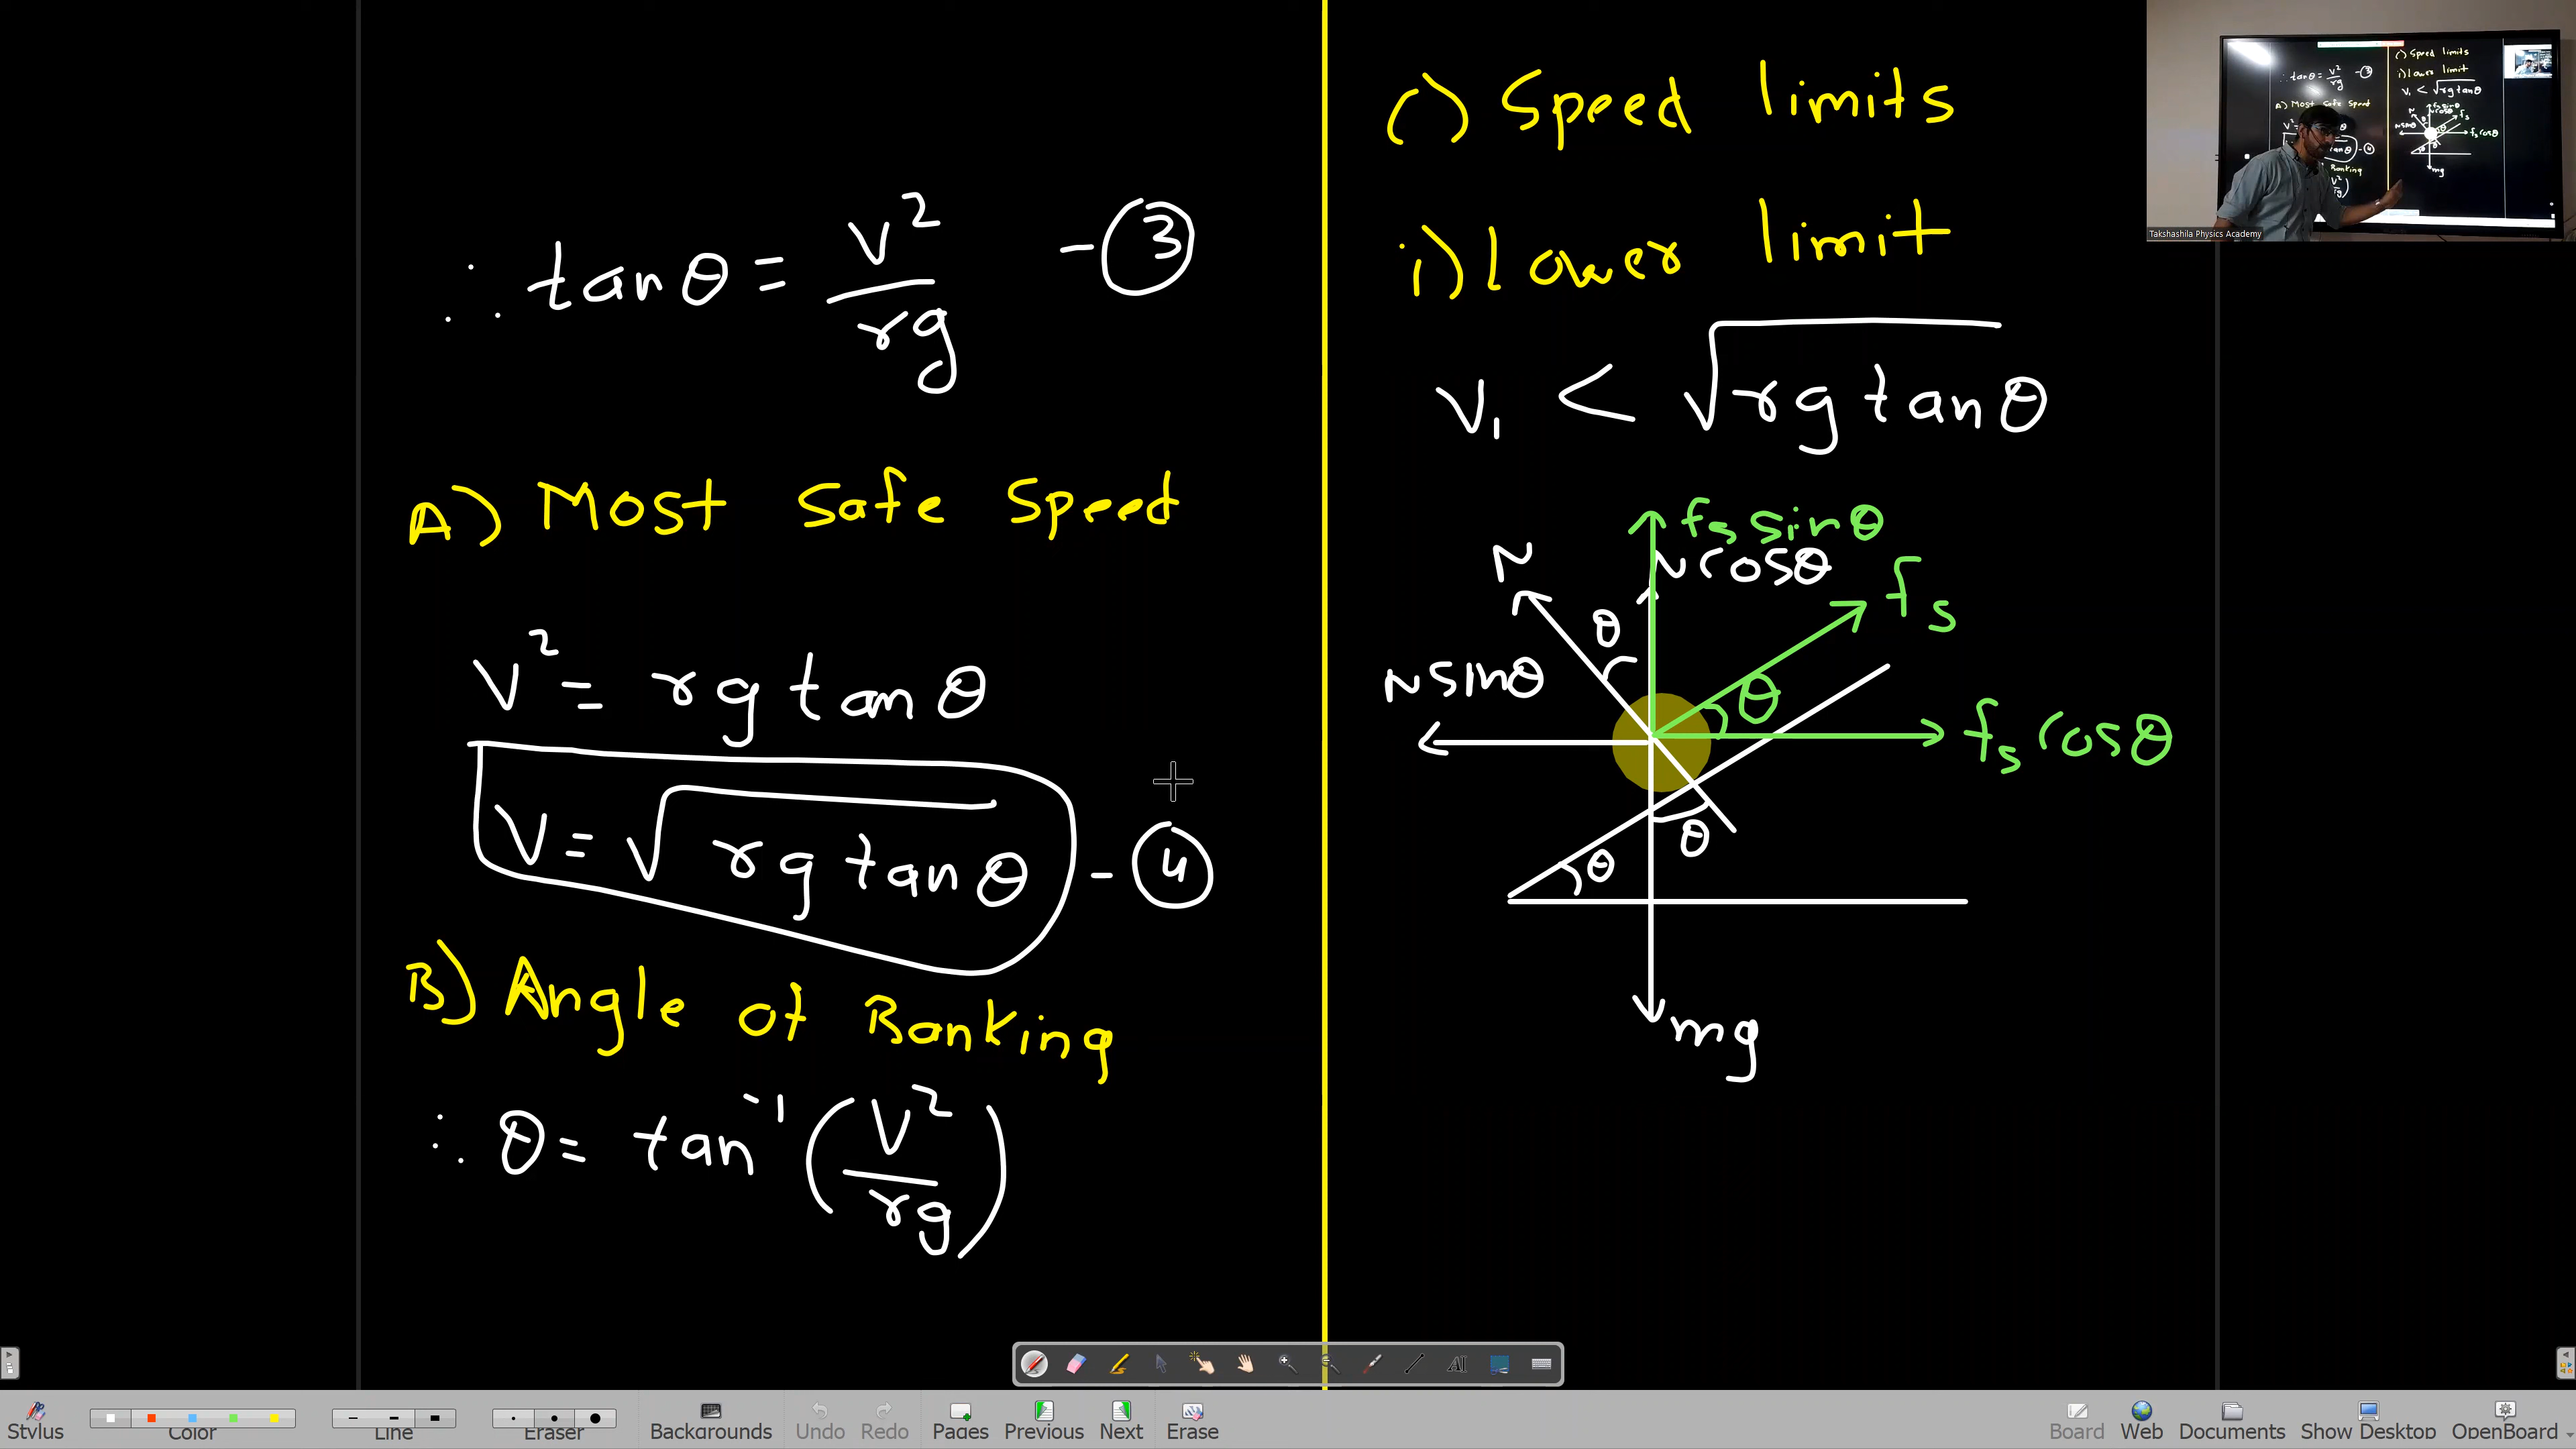 ∴ tanθ = v²/rg - ③
A) Most Safe Speed
v² = rg tanθ
v = √rg tanθ - ④
B) Angle of Banking
∴ θ = tan⁻¹ (v²/rg)
C) Speed limits
i) lower limit
v₁ < √rg tanθ
fs sinθ
N
N cosθ
fs
θ
N sinθ
θ
fs cosθ
θ
θ
mg
Takshashila Physics Academy
Stylus
Color
Line
Eraser
Backgrounds
Undo
Redo
Pages
Previous
Next
Erase
Board
Web
Documents
Show Desktop
OpenBoard